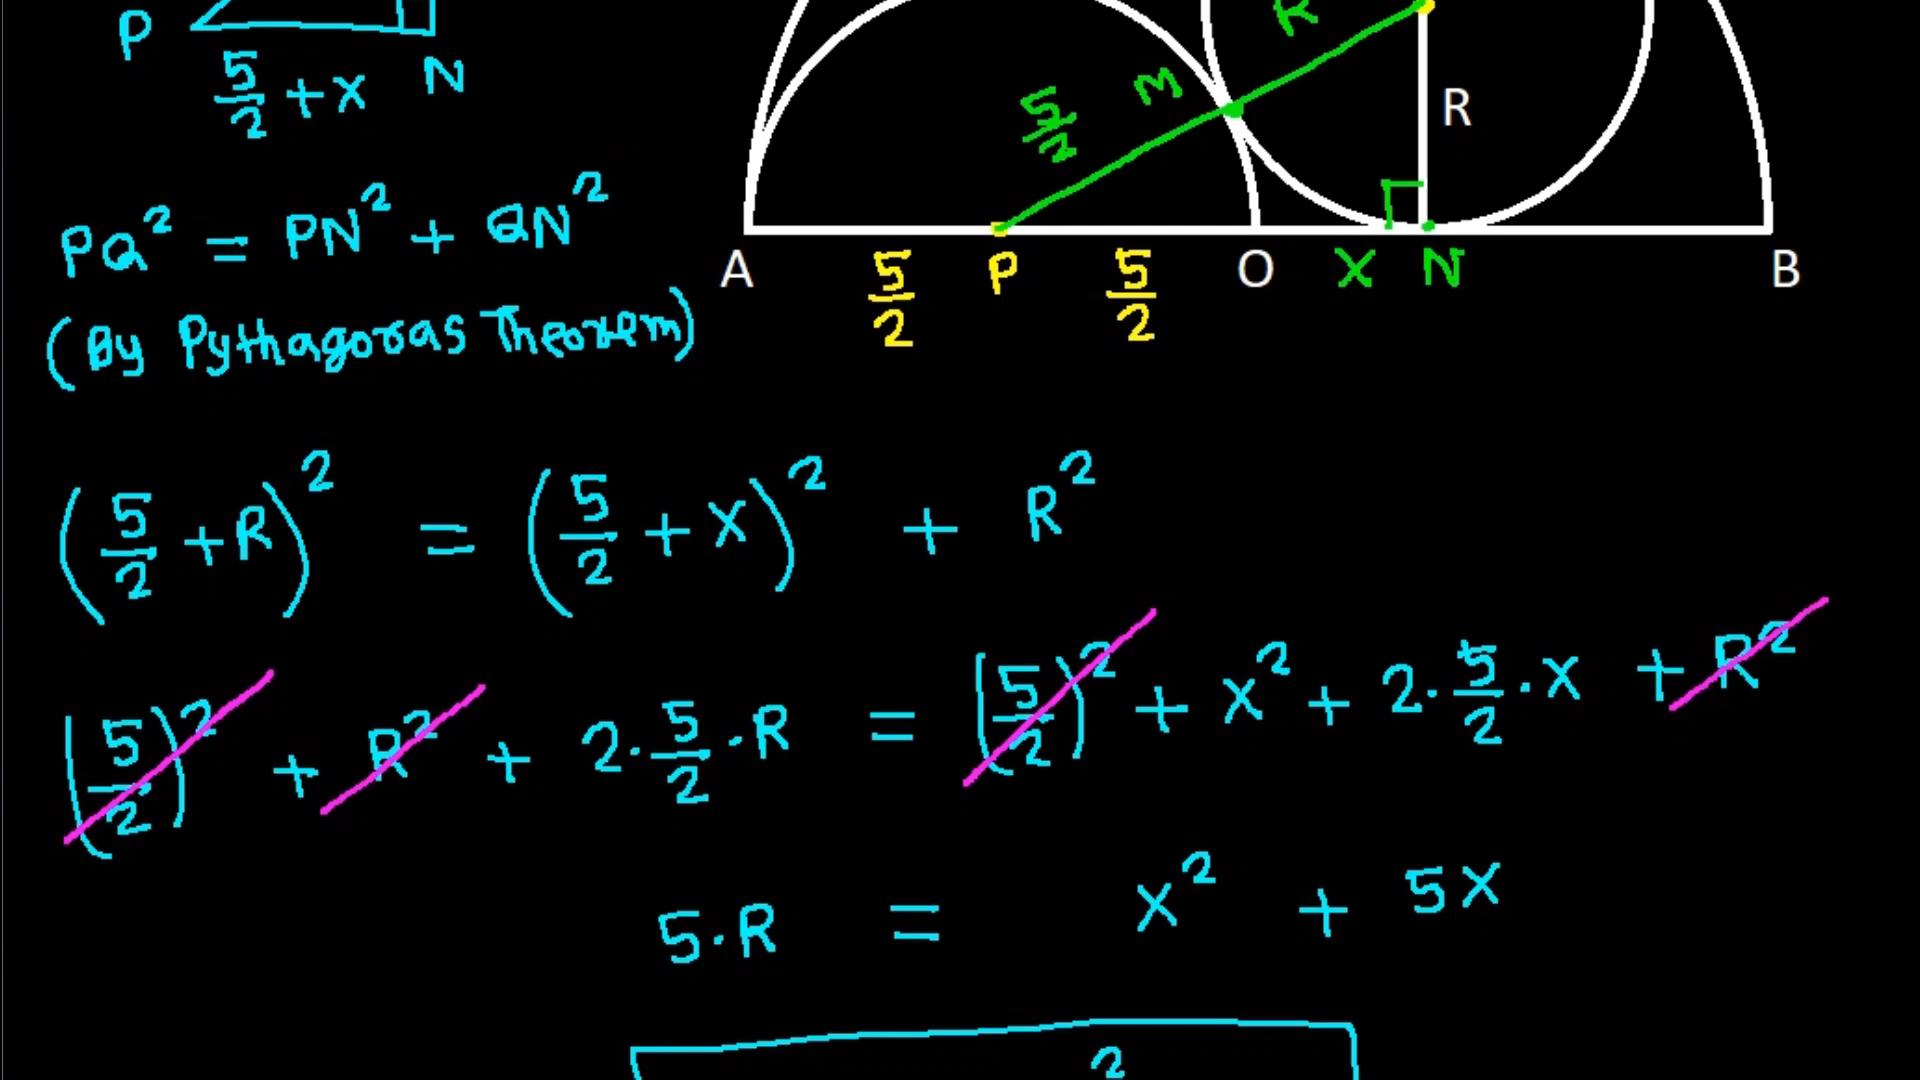 P
5/2 + x N
PQ² = PN² + QN²
(By Pythagoras Theorem)
5/2 M R
A 5/2 P 5/2 O X N B
(5/2 + R)² = (5/2 + x)² + R²
(5/2)² + R² + 2·5/2·R = (5/2)² + x² + 2·5/2·x + R²
5·R = x² + 5x
2